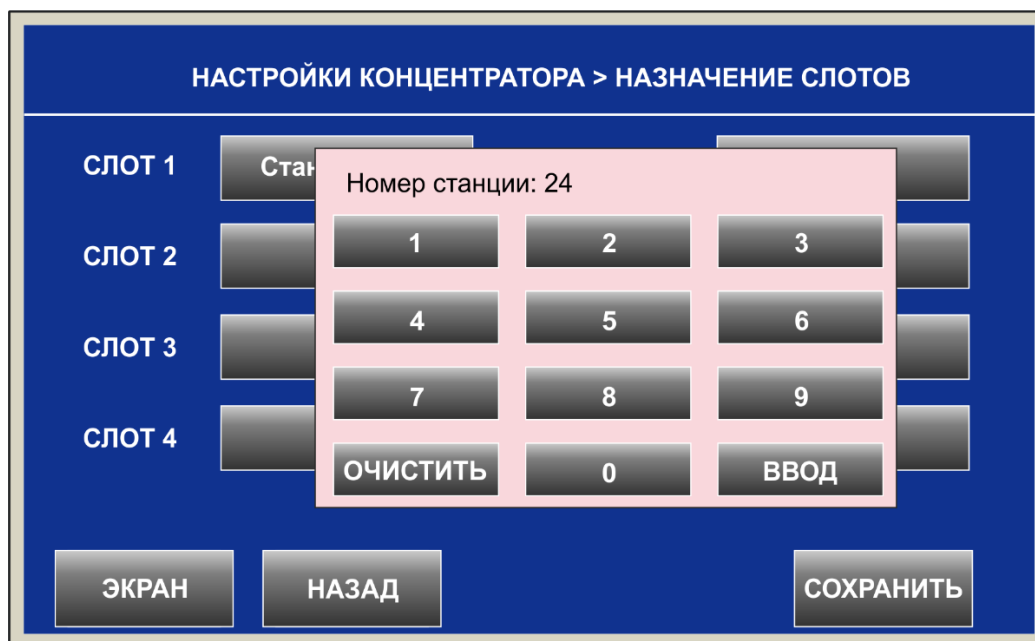 НАСТРОЙКИ КОНЦЕНТРАТОРА > НАЗНАЧЕНИЕ СЛОТОВ
СЛОТ 1
Номер станции: 24
1 2 3
СЛОТ 2
4 5 6
СЛОТ 3
7 8 9
СЛОТ 4
ОЧИСТИТЬ 0 ВВОД
ЭКРАН НАЗАД СОХРАНИТЬ